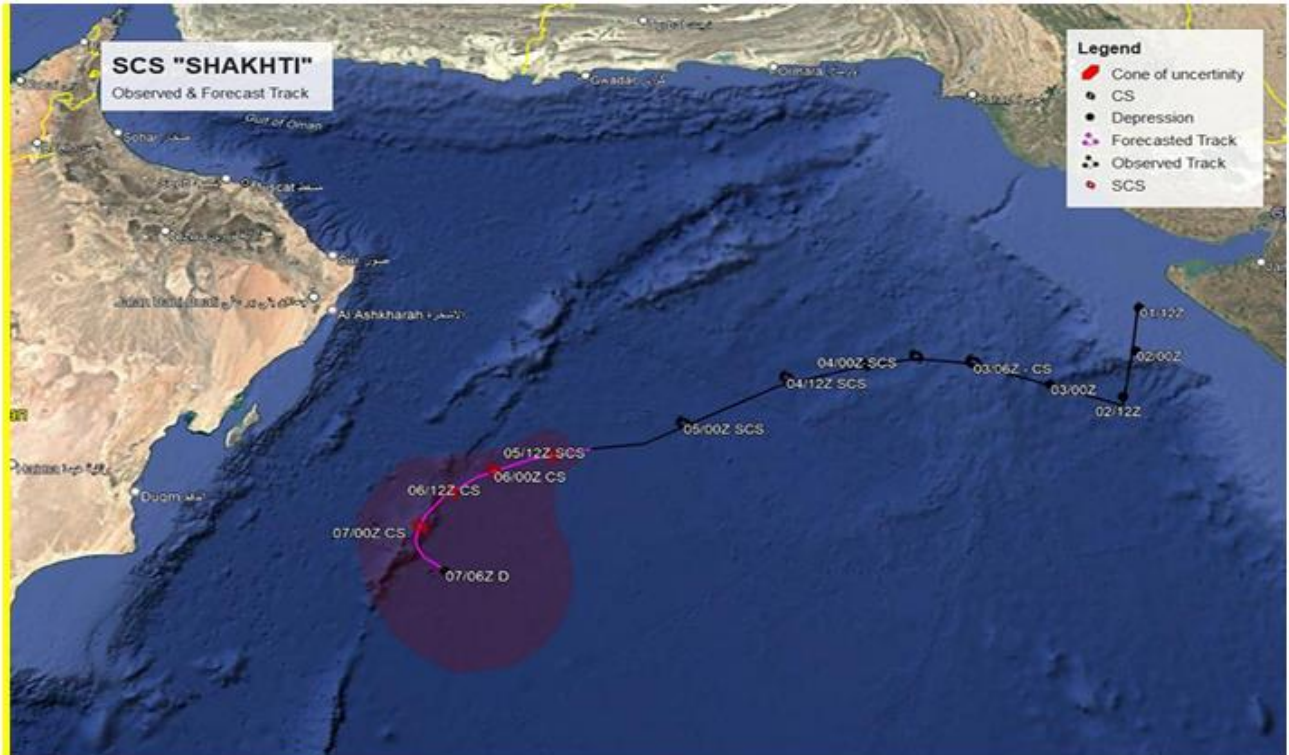 SCS "SHAKHTI"
Observed & Forecast Track
Legend
Cone of uncertinity
CS
Depression
Forecasted Track
Observed Track
SCS
Gwadar
Gulf of Oman
Sohar صحار
Muscat مسقط
Al Ashkharah الأشخرة
Duqm
01/12Z
02/00Z
02/12Z
03/00Z
03/06Z - CS
04/00Z SCS
04/12Z SCS
05/00Z SCS
05/12Z SCS
06/00Z CS
06/12Z CS
07/00Z CS
07/06Z D